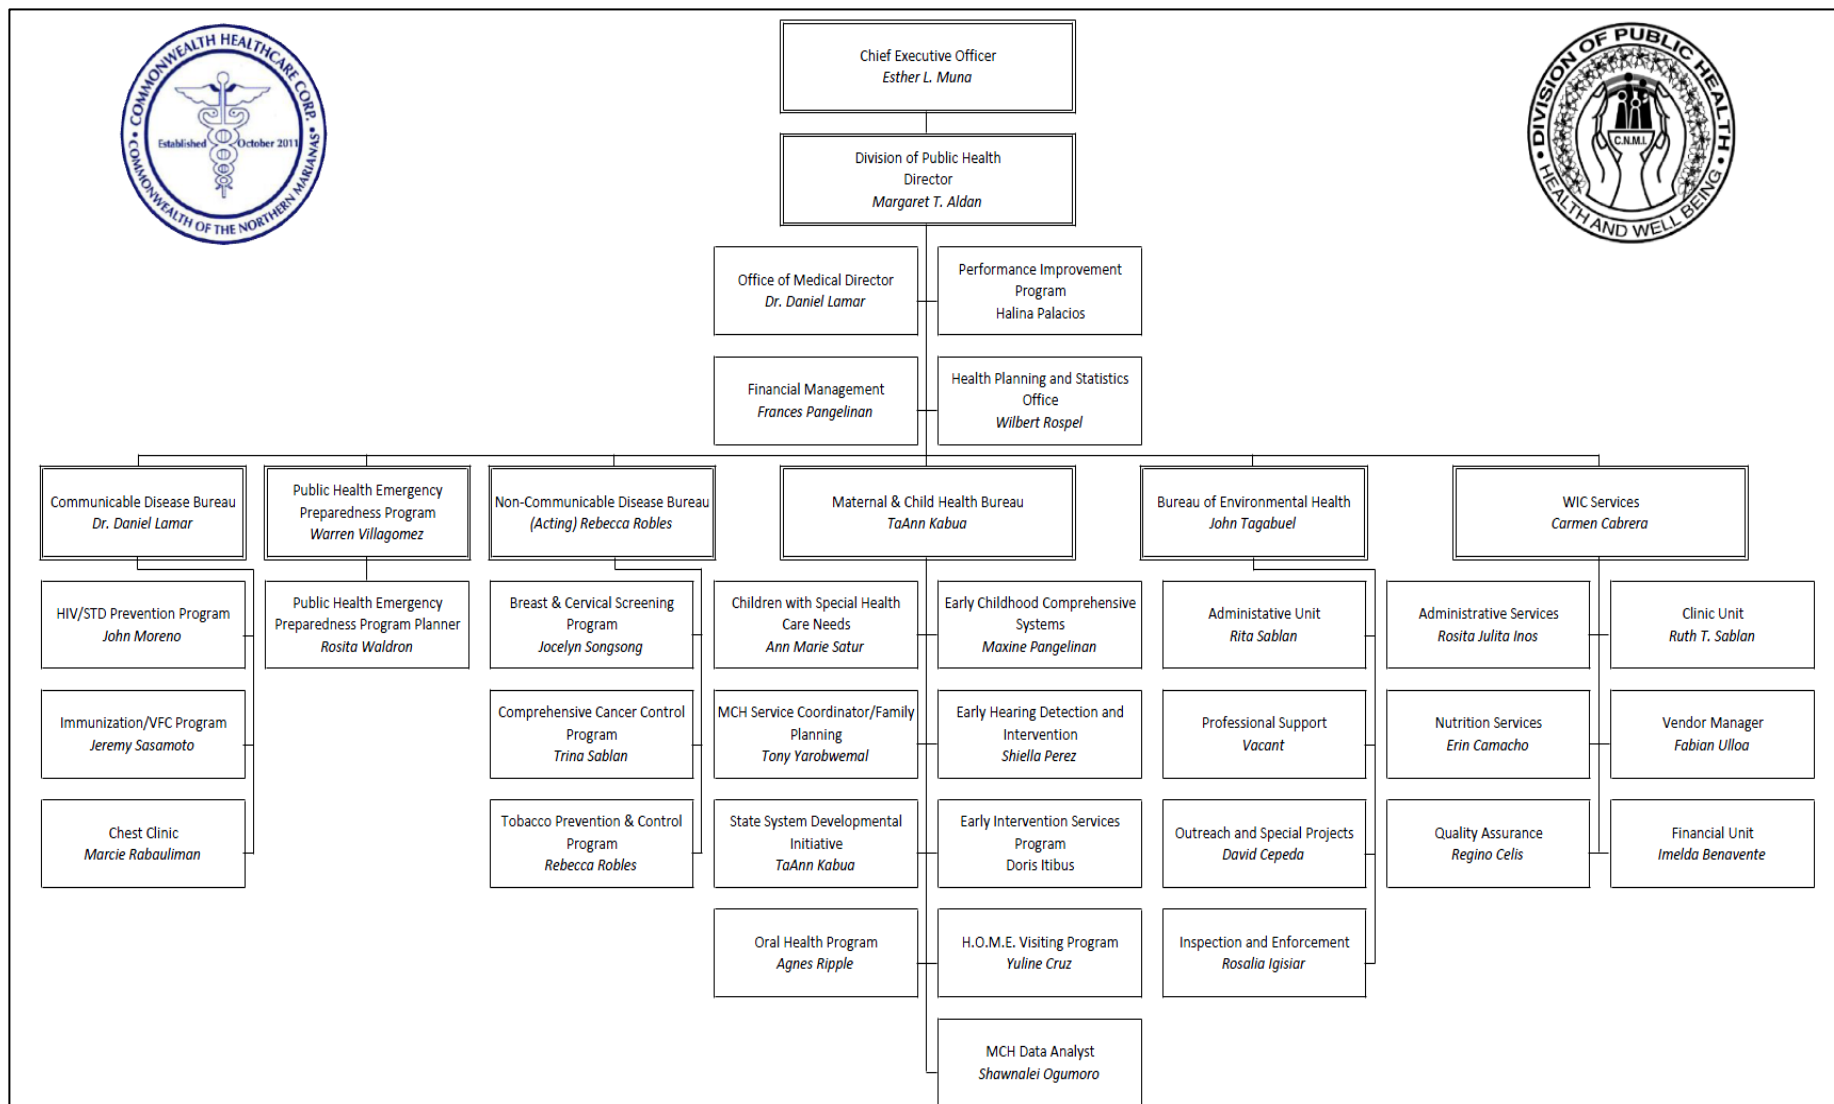 COMMONWEALTH HEALTHCARE CORP.
COMMONWEALTH OF THE NORTHERN MARIANAS
Established October 2011
Chief Executive Officer
Esther L. Muna
DIVISION OF PUBLIC HEALTH
C.N.M.I.
HEALTH AND WELL BEING
Division of Public Health
Director
Margaret T. Aldan
Office of Medical Director
Dr. Daniel Lamar
Performance Improvement
Program
Halina Palacios
Financial Management
Frances Pangelinan
Health Planning and Statistics
Office
Wilbert Rospel
Communicable Disease Bureau
Dr. Daniel Lamar
Public Health Emergency
Preparedness Program
Warren Villagomez
Non-Communicable Disease Bureau
(Acting) Rebecca Robles
Maternal & Child Health Bureau
TaAnn Kabua
Bureau of Environmental Health
John Tagabuel
WIC Services
Carmen Cabrera
HIV/STD Prevention Program
John Moreno
Public Health Emergency
Preparedness Program Planner
Rosita Waldron
Breast & Cervical Screening
Program
Jocelyn Songsong
Children with Special Health
Care Needs
Ann Marie Satur
Early Childhood Comprehensive
Systems
Maxine Pangelinan
Administative Unit
Rita Sablan
Administrative Services
Rosita Julita Inos
Clinic Unit
Ruth T. Sablan
Immunization/VFC Program
Jeremy Sasamoto
Comprehensive Cancer Control
Program
Trina Sablan
MCH Service Coordinator/Family
Planning
Tony Yarobwemal
Early Hearing Detection and
Intervention
Shiella Perez
Professional Support
Vacant
Nutrition Services
Erin Camacho
Vendor Manager
Fabian Ulloa
Chest Clinic
Marcie Rabauliman
Tobacco Prevention & Control
Program
Rebecca Robles
State System Developmental
Initiative
TaAnn Kabua
Early Intervention Services
Program
Doris Itibus
Outreach and Special Projects
David Cepeda
Quality Assurance
Regino Celis
Financial Unit
Imelda Benavente
Oral Health Program
Agnes Ripple
H.O.M.E. Visiting Program
Yuline Cruz
Inspection and Enforcement
Rosalia Igisiar
MCH Data Analyst
Shawnalei Ogumoro